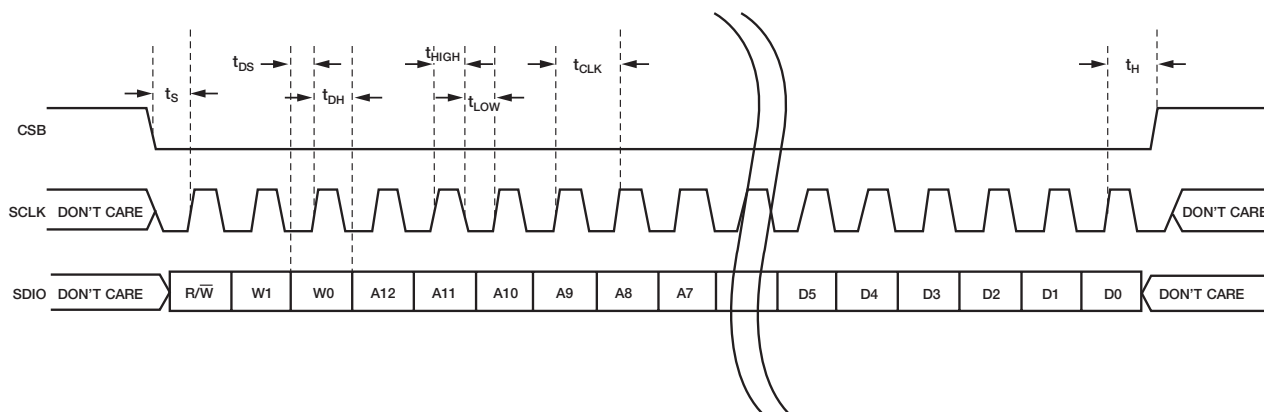 tDS
tHIGH
tCLK
tH
tS
tDH
tLOW
CSB
SCLK DON'T CARE
DON'T CARE
SDIO DON'T CARE R/W̅ W1 W0 A12 A11 A10 A9 A8 A7 D5 D4 D3 D2 D1 D0 DON'T CARE